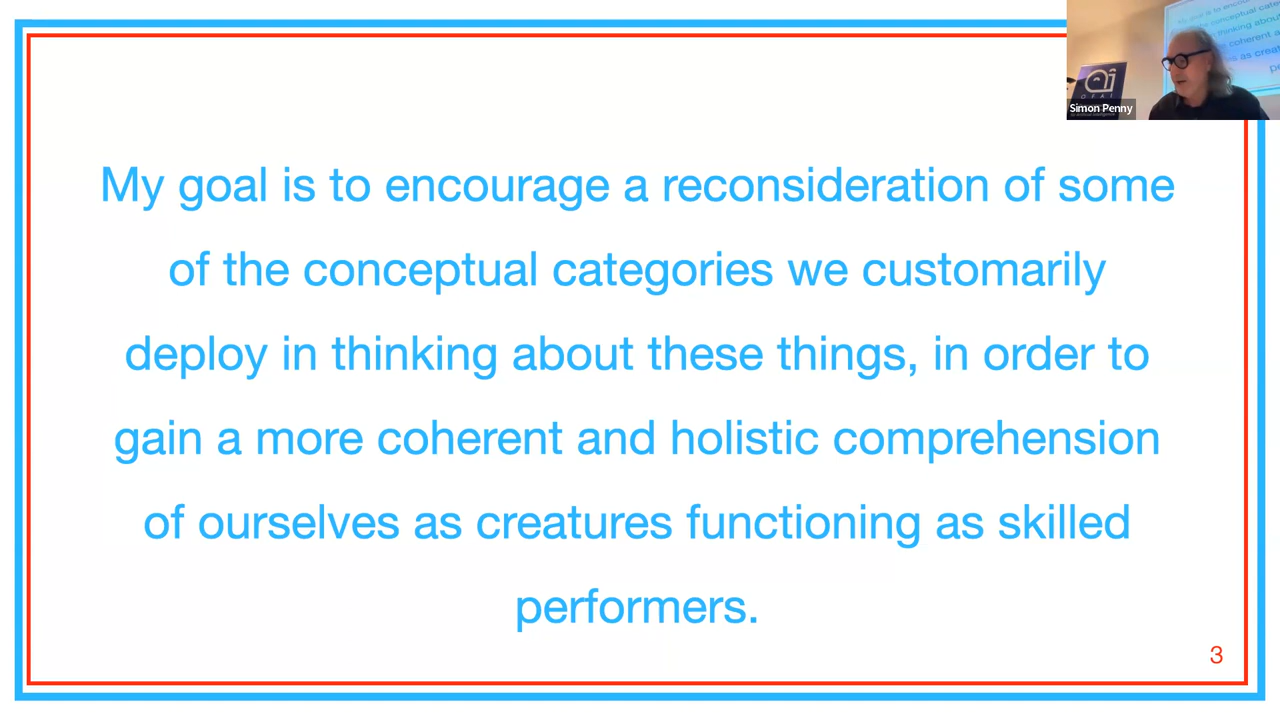 My goal is to encourage a reconsideration of some
of the conceptual categories we customarily
deploy in thinking about these things, in order to
gain a more coherent and holistic comprehension
of ourselves as creatures functioning as skilled
performers.
3
Simon Penny